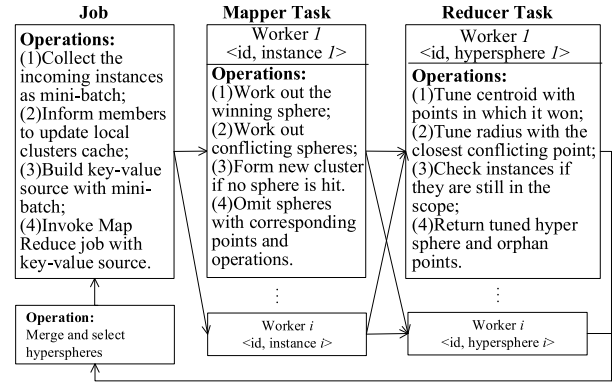 Job
Operations:
(1)Collect the
incoming instances
as mini-batch;
(2)Inform members
to update local
clusters cache;
(3)Build key-value
source with mini-
batch;
(4)Invoke Map
Reduce job with
key-value source.
Operation:
Merge and select
hyperspheres
Mapper Task
Worker 1
<id, instance 1>
Operations:
(1)Work out the
winning sphere;
(2)Work out
conflicting spheres;
(3)Form new cluster
if no sphere is hit.
(4)Omit spheres
with corresponding
points and
operations.
⋮
Worker i
<id, instance i>
Reducer Task
Worker 1
<id, hypersphere 1>
Operations:
(1)Tune centroid with
points in which it won;
(2)Tune radius with the
closest conflicting point;
(3)Check instances if
they are still in the
scope;
(4)Return tuned hyper
sphere and orphan
points.
⋮
Worker i
<id, hypersphere i>